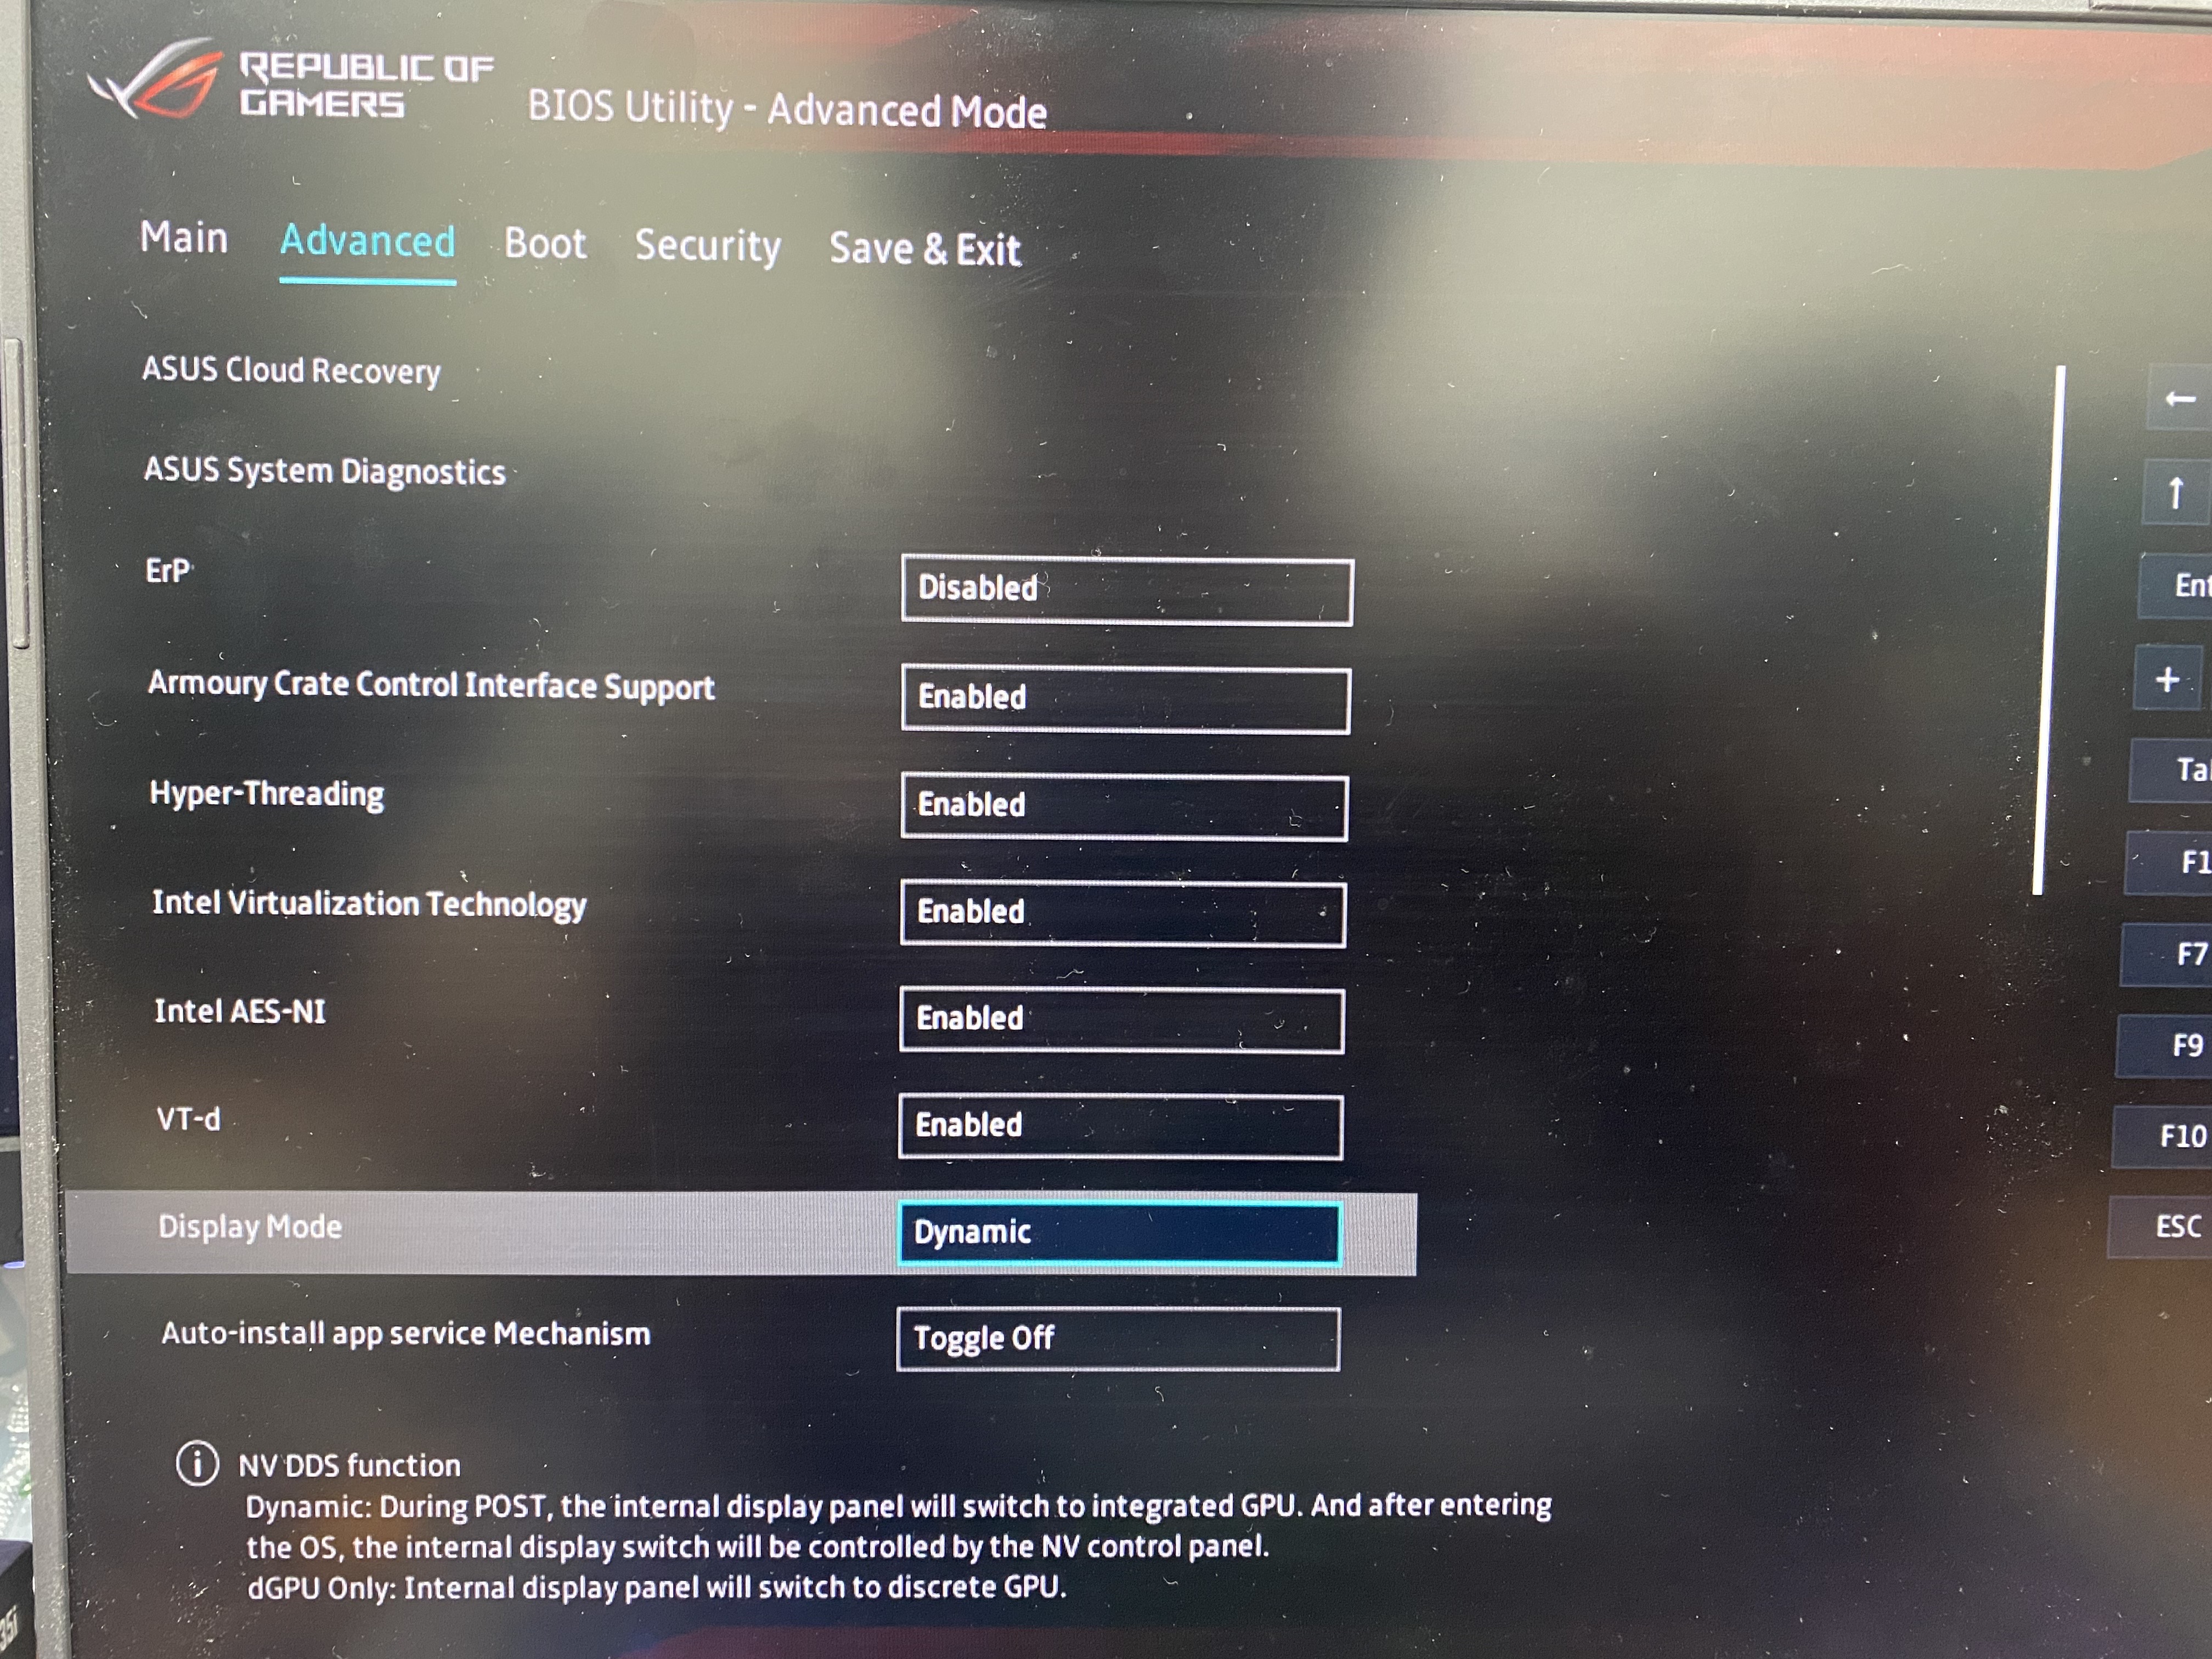 REPUBLIC OF
GAMERS
BIOS Utility - Advanced Mode
Main Advanced Boot Security Save & Exit
ASUS Cloud Recovery
ASUS System Diagnostics
ErP Disabled
Armoury Crate Control Interface Support Enabled
Hyper-Threading Enabled
Intel Virtualization Technology Enabled
Intel AES-NI Enabled
VT-d Enabled
Display Mode Dynamic
Auto-install app service Mechanism Toggle Off
NV DDS function
Dynamic: During POST, the internal display panel will switch to integrated GPU. And after entering
the OS, the internal display switch will be controlled by the NV control panel.
dGPU Only: Internal display panel will switch to discrete GPU.
←
↑
Ent
+
Ta
F1
F7
F9
F10
ESC